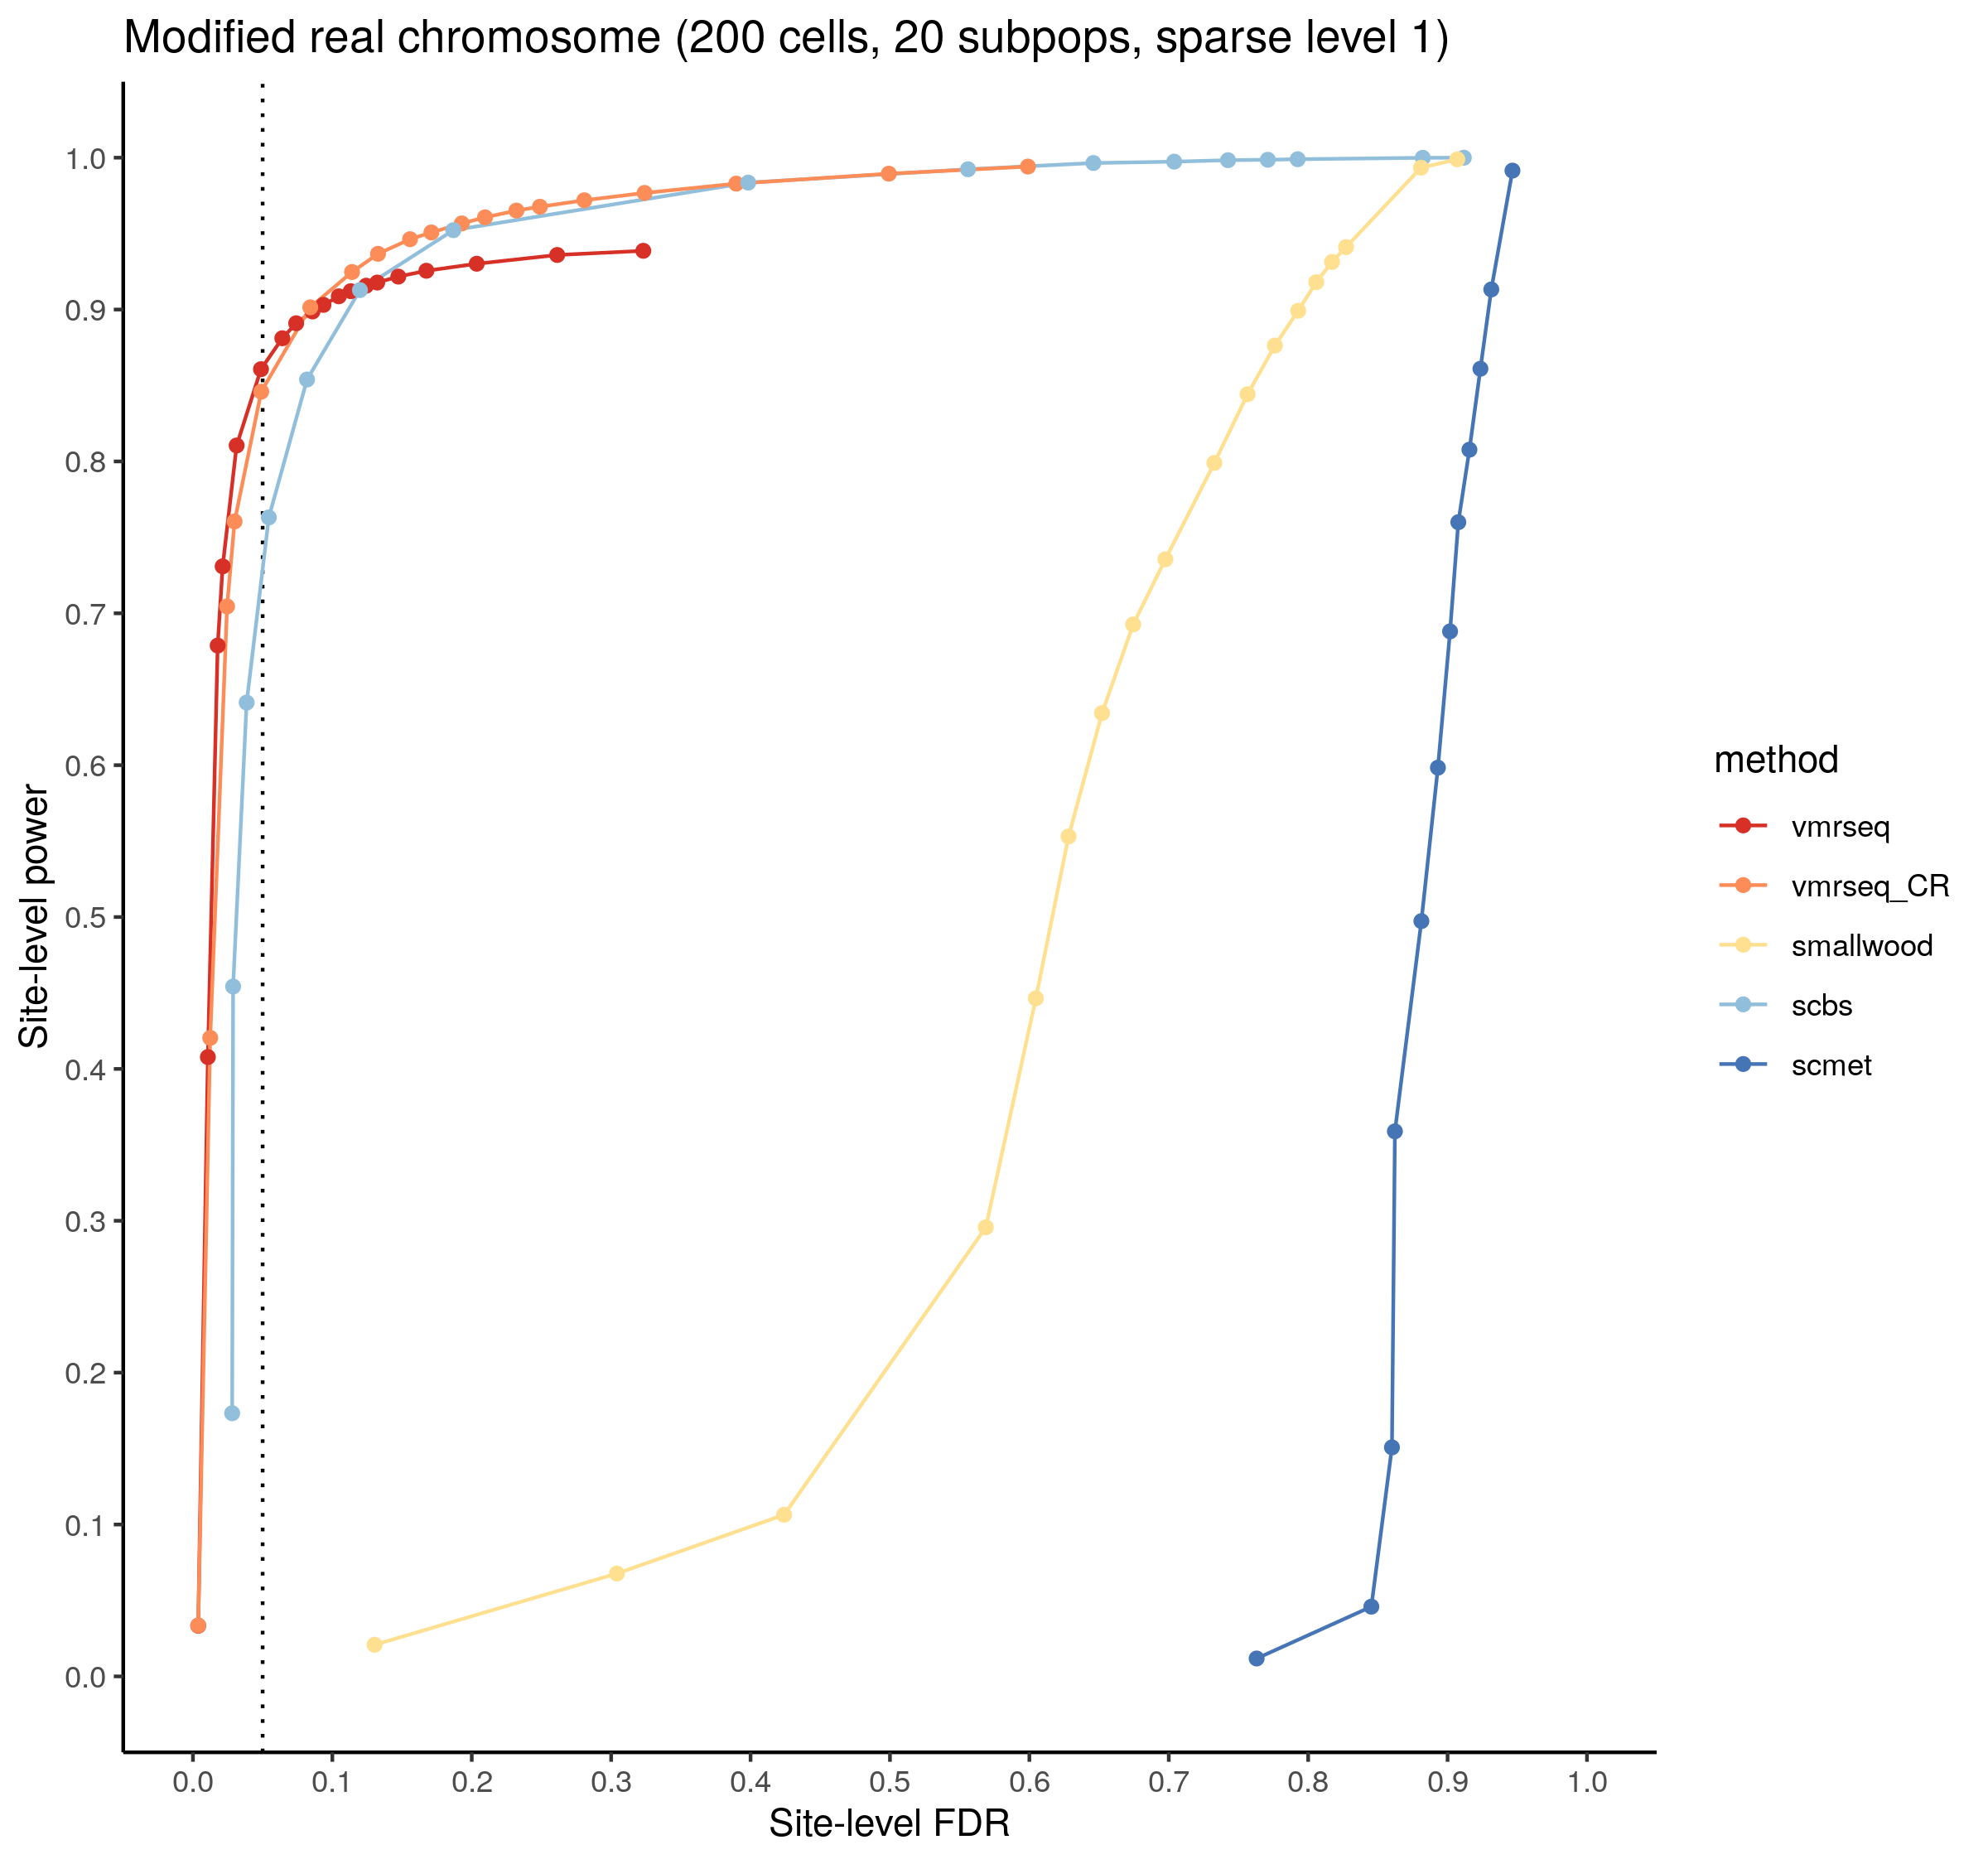 Modified real chromosome (200 cells, 20 subpops, sparse level 1)
Site-level power
1.0
0.9
0.8
0.7
0.6
0.5
0.4
0.3
0.2
0.1
0.0
0.0 0.1 0.2 0.3 0.4 0.5 0.6 0.7 0.8 0.9 1.0
Site-level FDR
method
vmrseq
vmrseq_CR
smallwood
scbs
scmet